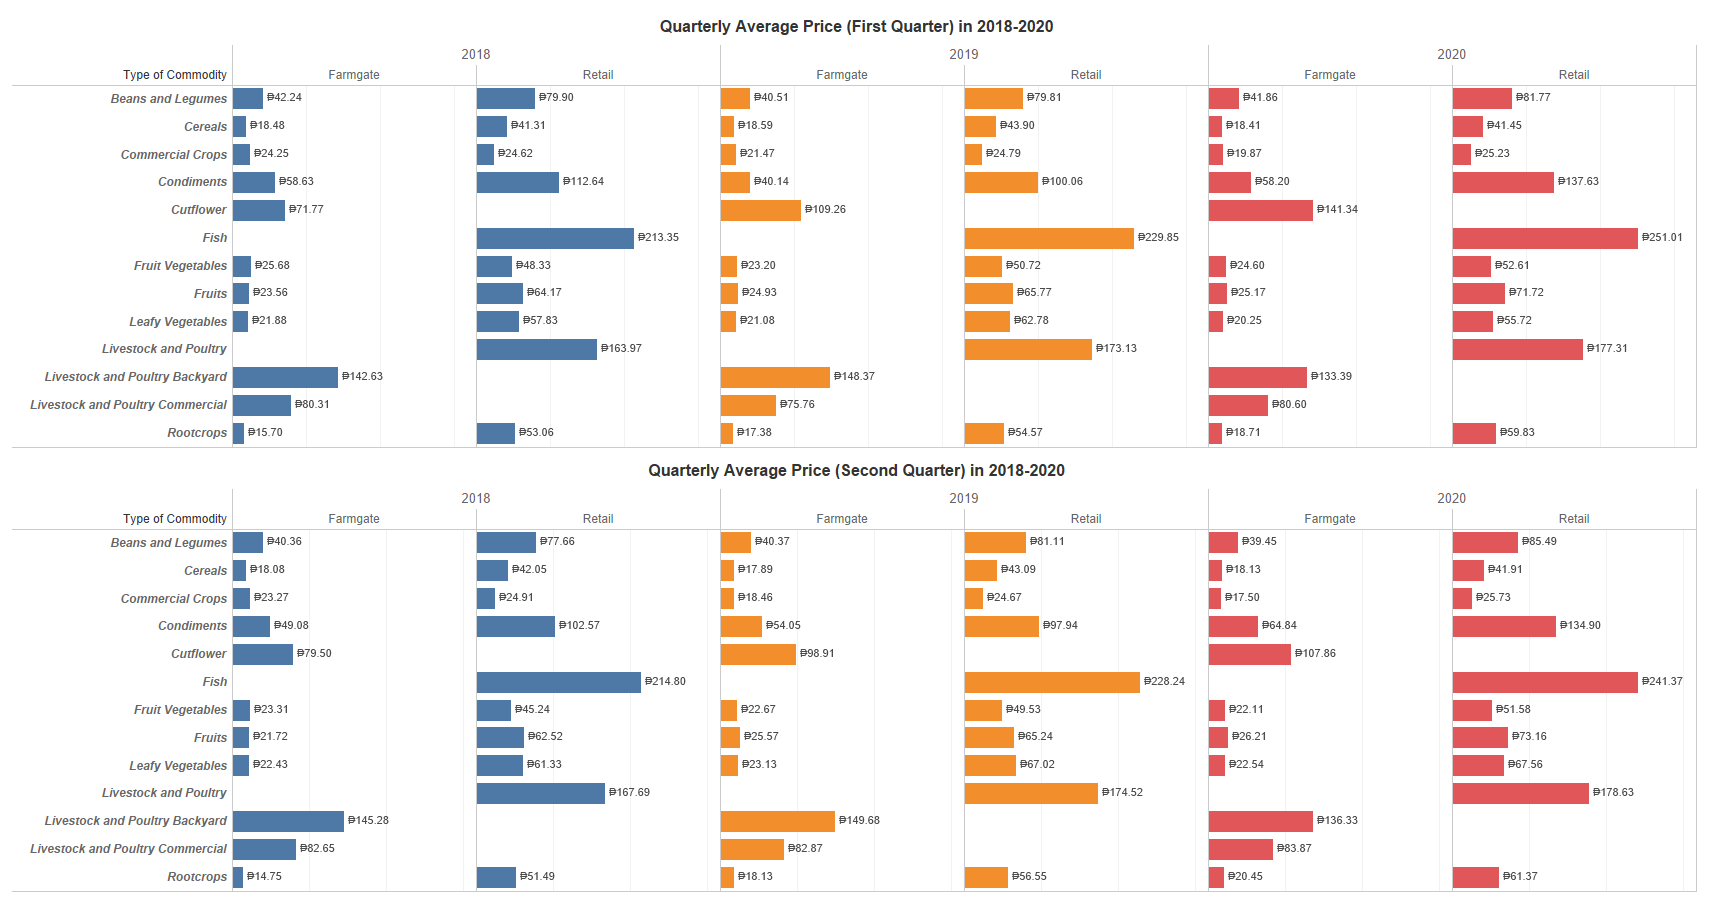 Quarterly Average Price (First Quarter) in 2018-2020
2018 2019 2020
Type of Commodity Farmgate Retail Farmgate Retail Farmgate Retail
Beans and Legumes ₱42.24 ₱79.90 ₱40.51 ₱79.81 ₱41.86 ₱81.77
Cereals ₱18.48 ₱41.31 ₱18.59 ₱43.90 ₱18.41 ₱41.45
Commercial Crops ₱24.25 ₱24.62 ₱21.47 ₱24.79 ₱19.87 ₱25.23
Condiments ₱58.63 ₱112.64 ₱40.14 ₱100.06 ₱58.20 ₱137.63
Cutflower ₱71.77 ₱109.26 ₱141.34
Fish ₱213.35 ₱229.85 ₱251.01
Fruit Vegetables ₱25.68 ₱48.33 ₱23.20 ₱50.72 ₱24.60 ₱52.61
Fruits ₱23.56 ₱64.17 ₱24.93 ₱65.77 ₱25.17 ₱71.72
Leafy Vegetables ₱21.88 ₱57.83 ₱21.08 ₱62.78 ₱20.25 ₱55.72
Livestock and Poultry ₱163.97 ₱173.13 ₱177.31
Livestock and Poultry Backyard ₱142.63 ₱148.37 ₱133.39
Livestock and Poultry Commercial ₱80.31 ₱75.76 ₱80.60
Rootcrops ₱15.70 ₱53.06 ₱17.38 ₱54.57 ₱18.71 ₱59.83
Quarterly Average Price (Second Quarter) in 2018-2020
2018 2019 2020
Type of Commodity Farmgate Retail Farmgate Retail Farmgate Retail
Beans and Legumes ₱40.36 ₱77.66 ₱40.37 ₱81.11 ₱39.45 ₱85.49
Cereals ₱18.08 ₱42.05 ₱17.89 ₱43.09 ₱18.13 ₱41.91
Commercial Crops ₱23.27 ₱24.91 ₱18.46 ₱24.67 ₱17.50 ₱25.73
Condiments ₱49.08 ₱102.57 ₱54.05 ₱97.94 ₱64.84 ₱134.90
Cutflower ₱79.50 ₱98.91 ₱107.86
Fish ₱214.80 ₱228.24 ₱241.37
Fruit Vegetables ₱23.31 ₱45.24 ₱22.67 ₱49.53 ₱22.11 ₱51.58
Fruits ₱21.72 ₱62.52 ₱25.57 ₱65.24 ₱26.21 ₱73.16
Leafy Vegetables ₱22.43 ₱61.33 ₱23.13 ₱67.02 ₱22.54 ₱67.56
Livestock and Poultry ₱167.69 ₱174.52 ₱178.63
Livestock and Poultry Backyard ₱145.28 ₱149.68 ₱136.33
Livestock and Poultry Commercial ₱82.65 ₱82.87 ₱83.87
Rootcrops ₱14.75 ₱51.49 ₱18.13 ₱56.55 ₱20.45 ₱61.37